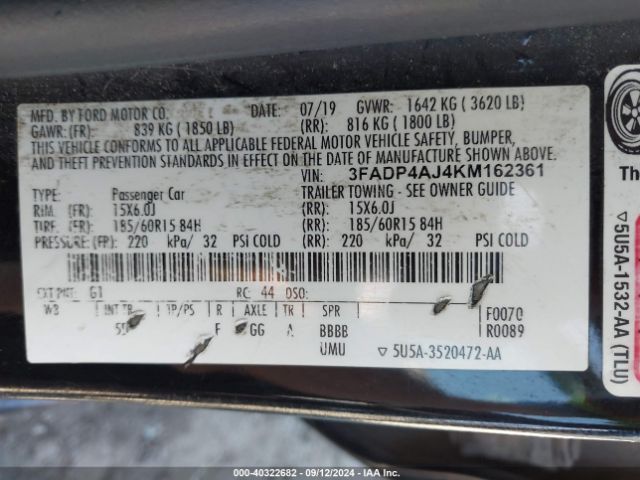 MFD. BY FORD MOTOR CO. DATE: 07/19 GVWR: 1642 KG ( 3620 LB)
GAWR: (FR): 839 KG ( 1850 LB) (RR): 816 KG ( 1800 LB)
THIS VEHICLE CONFORMS TO ALL APPLICABLE FEDERAL MOTOR VEHICLE SAFETY, BUMPER,
AND THEFT PREVENTION STANDARDS IN EFFECT ON THE DATE OF MANUFACTURE SHOWN ABOVE.
VIN: 3FADP4AJ4KM162361
TYPE: Passenger Car TRAILER TOWING - SEE OWNER GUIDE
RIM: (FR): 15X6.0J (RR): 15X6.0J
TIRE: (FR): 185/60R15 84H (RR): 185/60R15 84H
PRESSURE: (FR): 220 kPa/ 32 PSI COLD (RR): 220 kPa/ 32 PSI COLD
EXT PNT: G1 RC: 44 DSO:
WB INT TR TP/PS R AXLE TR SPR F0070
F GG A BBBB R0089
UMU ▽ 5U5A-3520472-AA
▽5U5A-1532-AA (TLU)
000-40322682 - 09/12/2024 - IAA Holdings, LLC.